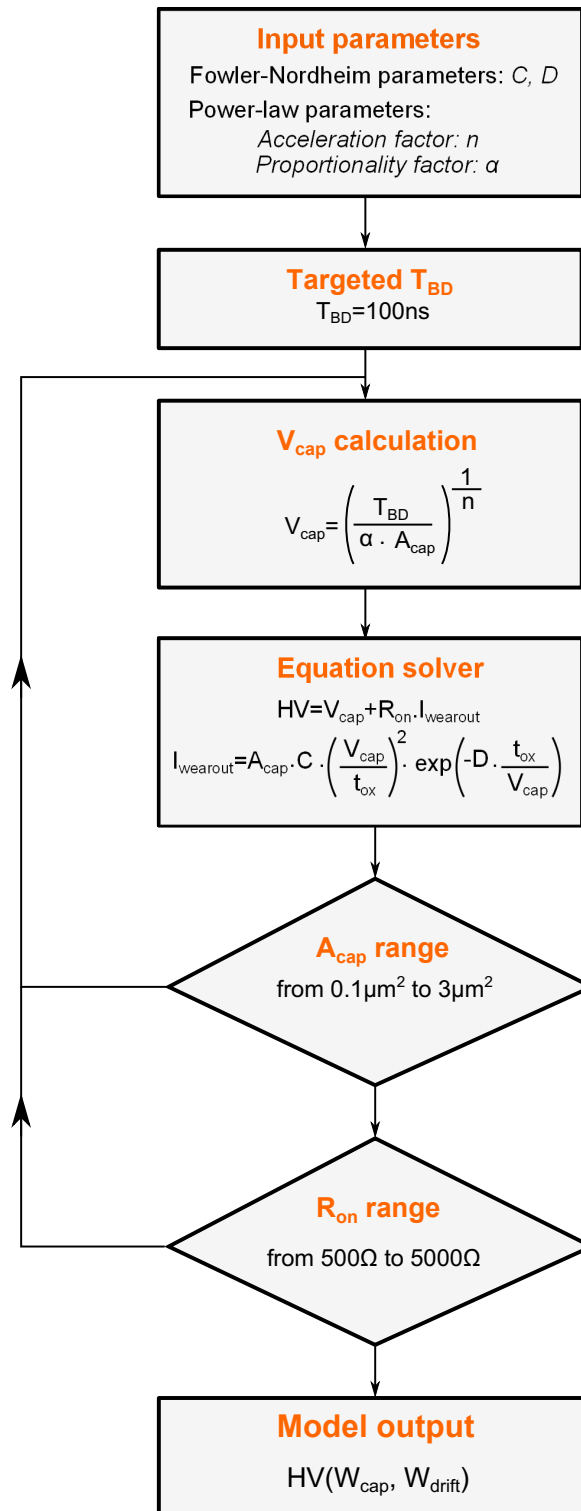 Input parameters
Fowler-Nordheim parameters: C, D
Power-law parameters:
Acceleration factor: n
Proportionality factor: α
Targeted T_BD
T_BD=100ns
V_cap calculation
V_cap=(T_BD/(α · A_cap))^(1/n)
Equation solver
HV=V_cap+R_on.I_wearout
I_wearout=A_cap.C·(V_cap/t_ox)^2·exp(-D·t_ox/V_cap)
A_cap range
from 0.1µm² to 3µm²
R_on range
from 500Ω to 5000Ω
Model output
HV(W_cap, W_drift)